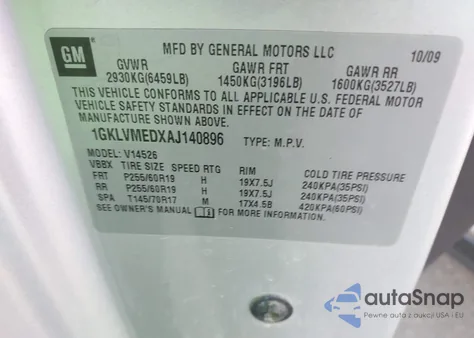 GM
MFD BY GENERAL MOTORS LLC 10/09
GVWR GAWR FRT GAWR RR
2930KG(6459LB) 1450KG(3196LB) 1600KG(3527LB)
THIS VEHICLE CONFORMS TO ALL APPLICABLE U.S. FEDERAL MOTOR
VEHICLE SAFETY STANDARDS IN EFFECT ON THE DATE OF
MANUFACTURE SHOWN ABOVE.
1GKLVMEDXAJ140896 TYPE: M.P.V.
MODEL: V14526
VBBX TIRE SIZE SPEED RTG RIM COLD TIRE PRESSURE
FRT P255/60R19 H 19X7.5J 240KPA(35PSI)
RR P255/60R19 H 19X7.5J 240KPA(35PSI)
SPA T145/70R17 M 17X4.5B 420KPA(60PSI)
SEE OWNER'S MANUAL FOR MORE INFORMATION.
autoSnap
Pewne auta z aukcji USA i EU